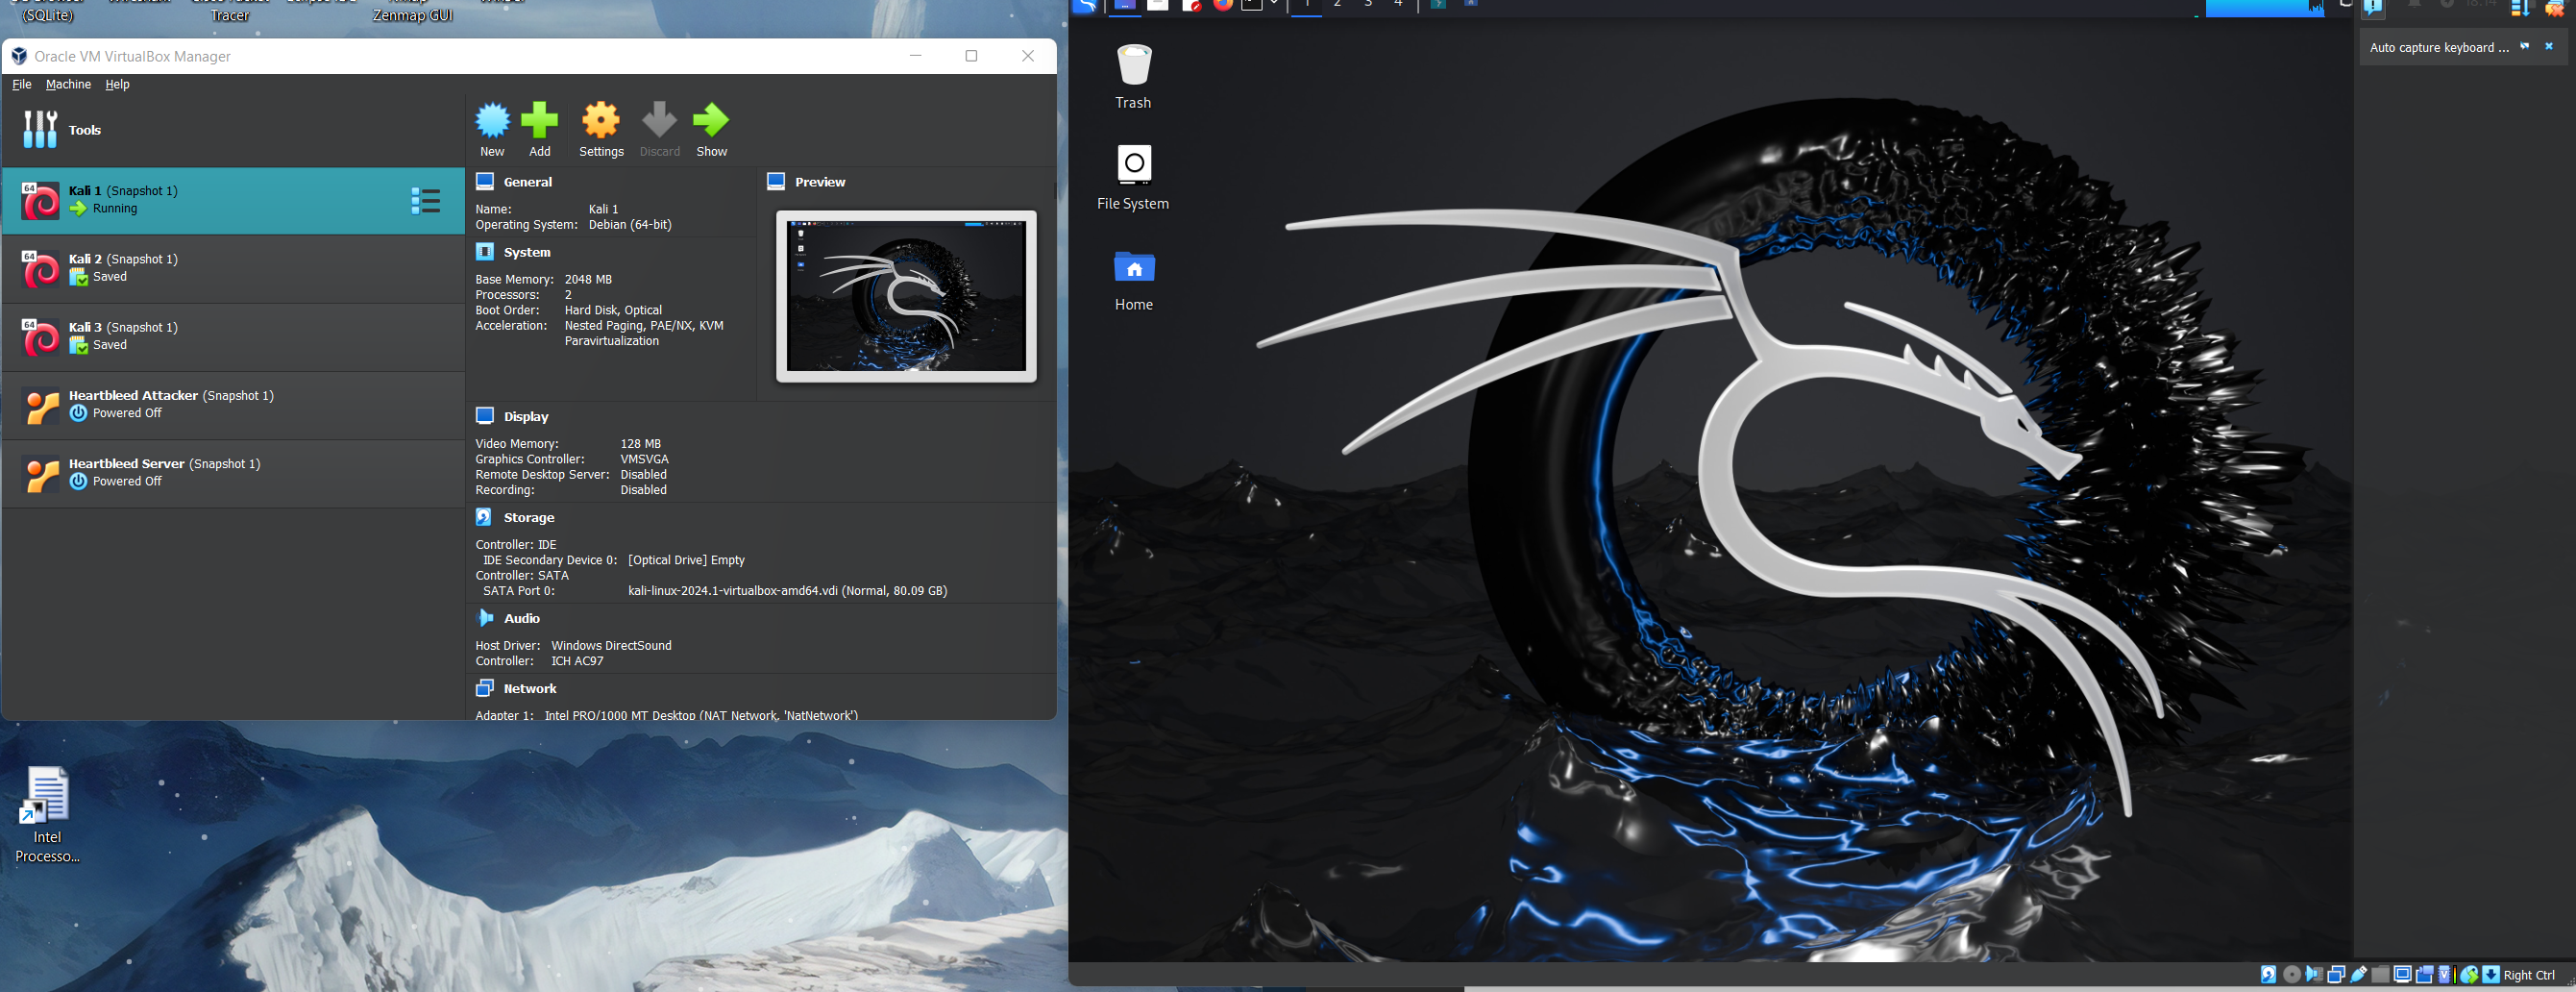 (SQLite)
Tracer
Zenmap GUI
Oracle VM VirtualBox Manager
File Machine Help
Tools
New Add Settings Discard Show
64 Kali 1 (Snapshot 1)
Running
64 Kali 2 (Snapshot 1)
Saved
64 Kali 3 (Snapshot 1)
Saved
Heartbleed Attacker (Snapshot 1)
Powered Off
Heartbleed Server (Snapshot 1)
Powered Off
General
Name: Kali 1
Operating System: Debian (64-bit)
System
Base Memory: 2048 MB
Processors: 2
Boot Order: Hard Disk, Optical
Acceleration: Nested Paging, PAE/NX, KVM
Paravirtualization
Preview
Display
Video Memory: 128 MB
Graphics Controller: VMSVGA
Remote Desktop Server: Disabled
Recording: Disabled
Storage
Controller: IDE
IDE Secondary Device 0: [Optical Drive] Empty
Controller: SATA
SATA Port 0: kali-linux-2024.1-virtualbox-amd64.vdi (Normal, 80.09 GB)
Audio
Host Driver: Windows DirectSound
Controller: ICH AC97
Network
Adapter 1: Intel PRO/1000 MT Desktop (NAT Network, 'NatNetwork')
Intel
Processo...
1 2 3 4
Trash
File System
Home
Auto capture keyboard ...
Right Ctrl